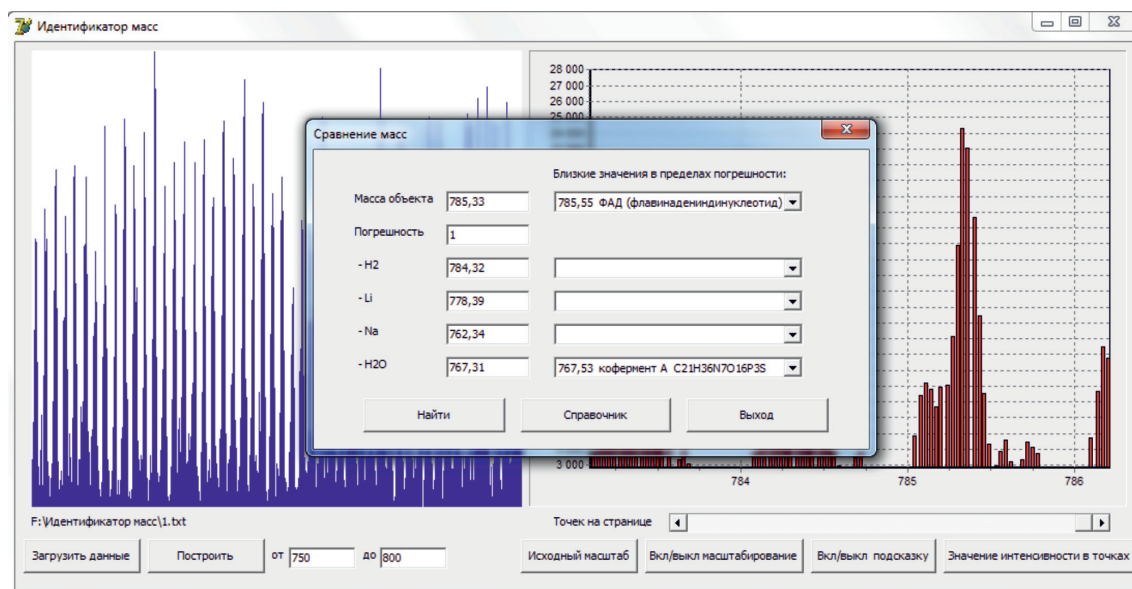 Идентификатор масс
28 000
27 000
26 000
25 000
Сравнение масс
Близкие значения в пределах погрешности:
Масса объекта 785,33 785,55 ФАД (флавинадениндинуклеотид)
Погрешность 1
- H2 784,32
- Li 778,39
- Na 762,34
- H2O 767,31 767,53 кофермент A C21H36N7O16P3S
Найти Справочник Выход
3 000
784 785 786
F:\Идентификатор масс\1.txt Точек на странице
Загрузить данные Построить от 750 до 800 Исходный масштаб Вкл/выкл масштабирование Вкл/выкл подсказку Значение интенсивности в точках